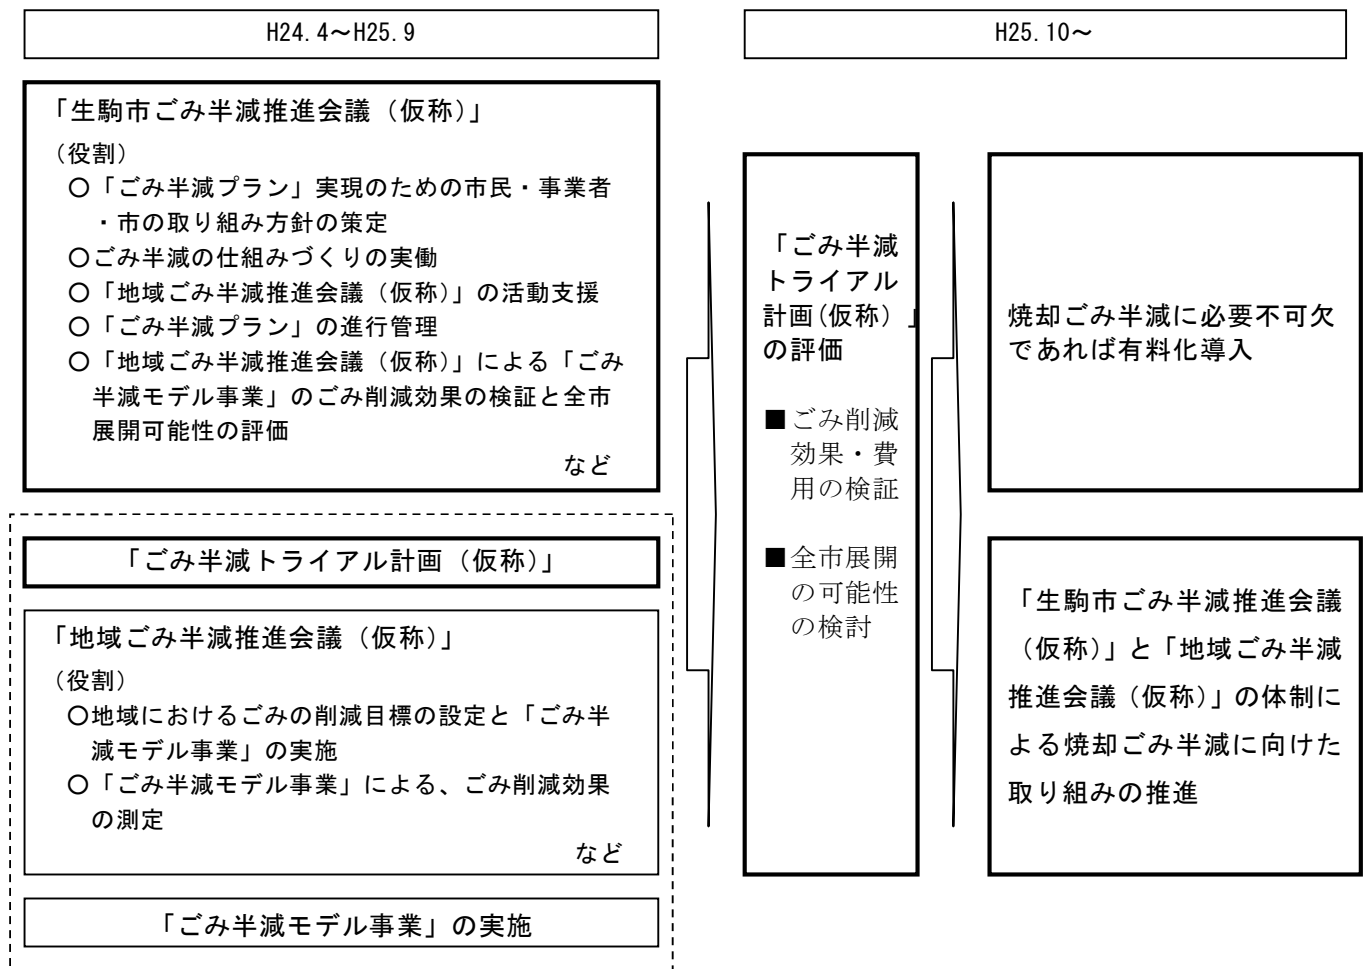 H24.4～H25.9
H25.10～
「生駒市ごみ半減推進会議（仮称）」
（役割）
○「ごみ半減プラン」実現のための市民・事業者
・市の取り組み方針の策定
○ごみ半減の仕組みづくりの実働
○「地域ごみ半減推進会議（仮称）」の活動支援
○「ごみ半減プラン」の進行管理
○「地域ごみ半減推進会議（仮称）」による「ごみ
半減モデル事業」のごみ削減効果の検証と全市
展開可能性の評価
など
「ごみ半減トライアル計画（仮称）」
「地域ごみ半減推進会議（仮称）」
（役割）
○地域におけるごみの削減目標の設定と「ごみ半
減モデル事業」の実施
○「ごみ半減モデル事業」による、ごみ削減効果
の測定
など
「ごみ半減モデル事業」の実施
「ごみ半減
トライアル
計画（仮称）」
の評価
■ごみ削減
効果・費
用の検証
■全市展開
の可能性
の検討
焼却ごみ半減に必要不可欠
であれば有料化導入
「生駒市ごみ半減推進会議
（仮称）」と「地域ごみ半減
推進会議（仮称）」の体制に
よる焼却ごみ半減に向けた
取り組みの推進